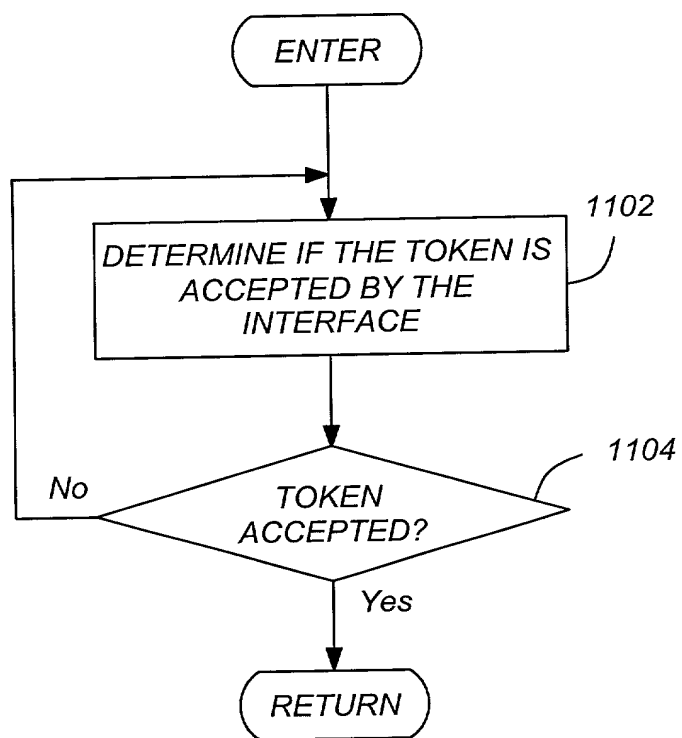 ENTER
1102
DETERMINE IF THE TOKEN IS
ACCEPTED BY THE
INTERFACE
1104
No
TOKEN
ACCEPTED?
Yes
RETURN